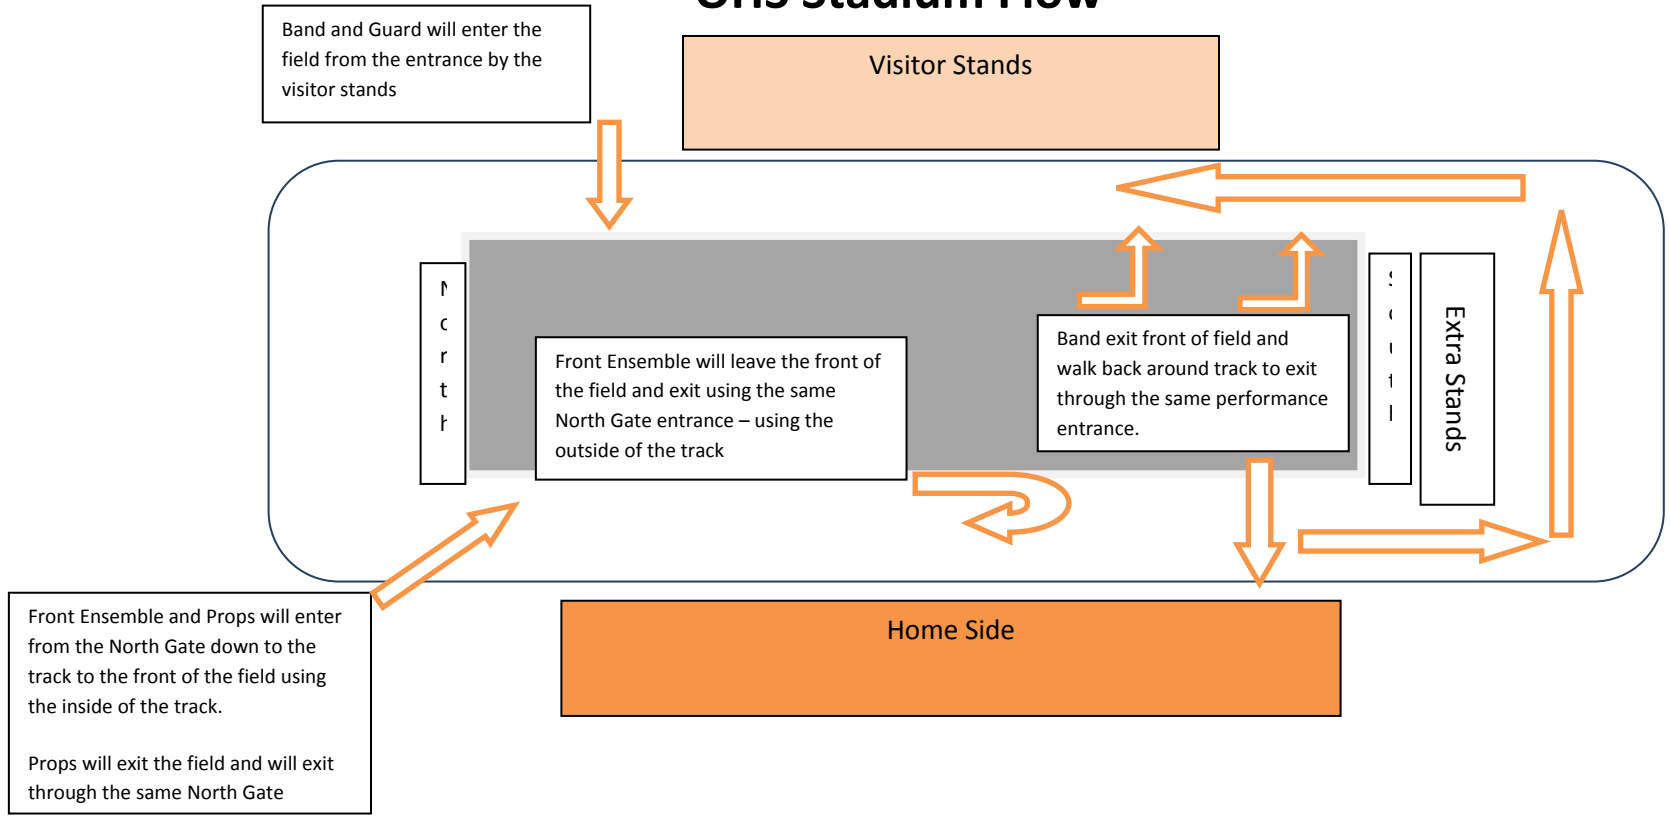 Stadium Flow
Band and Guard will enter the
field from the entrance by the
visitor stands
Visitor Stands
North
Front Ensemble will leave the front of
the field and exit using the same
North Gate entrance – using the
outside of the track
Band exit front of field and
walk back around track to exit
through the same performance
entrance.
South
Extra Stands
Front Ensemble and Props will enter
from the North Gate down to the
track to the front of the field using
the inside of the track.
Props will exit the field and will exit
through the same North Gate
Home Side